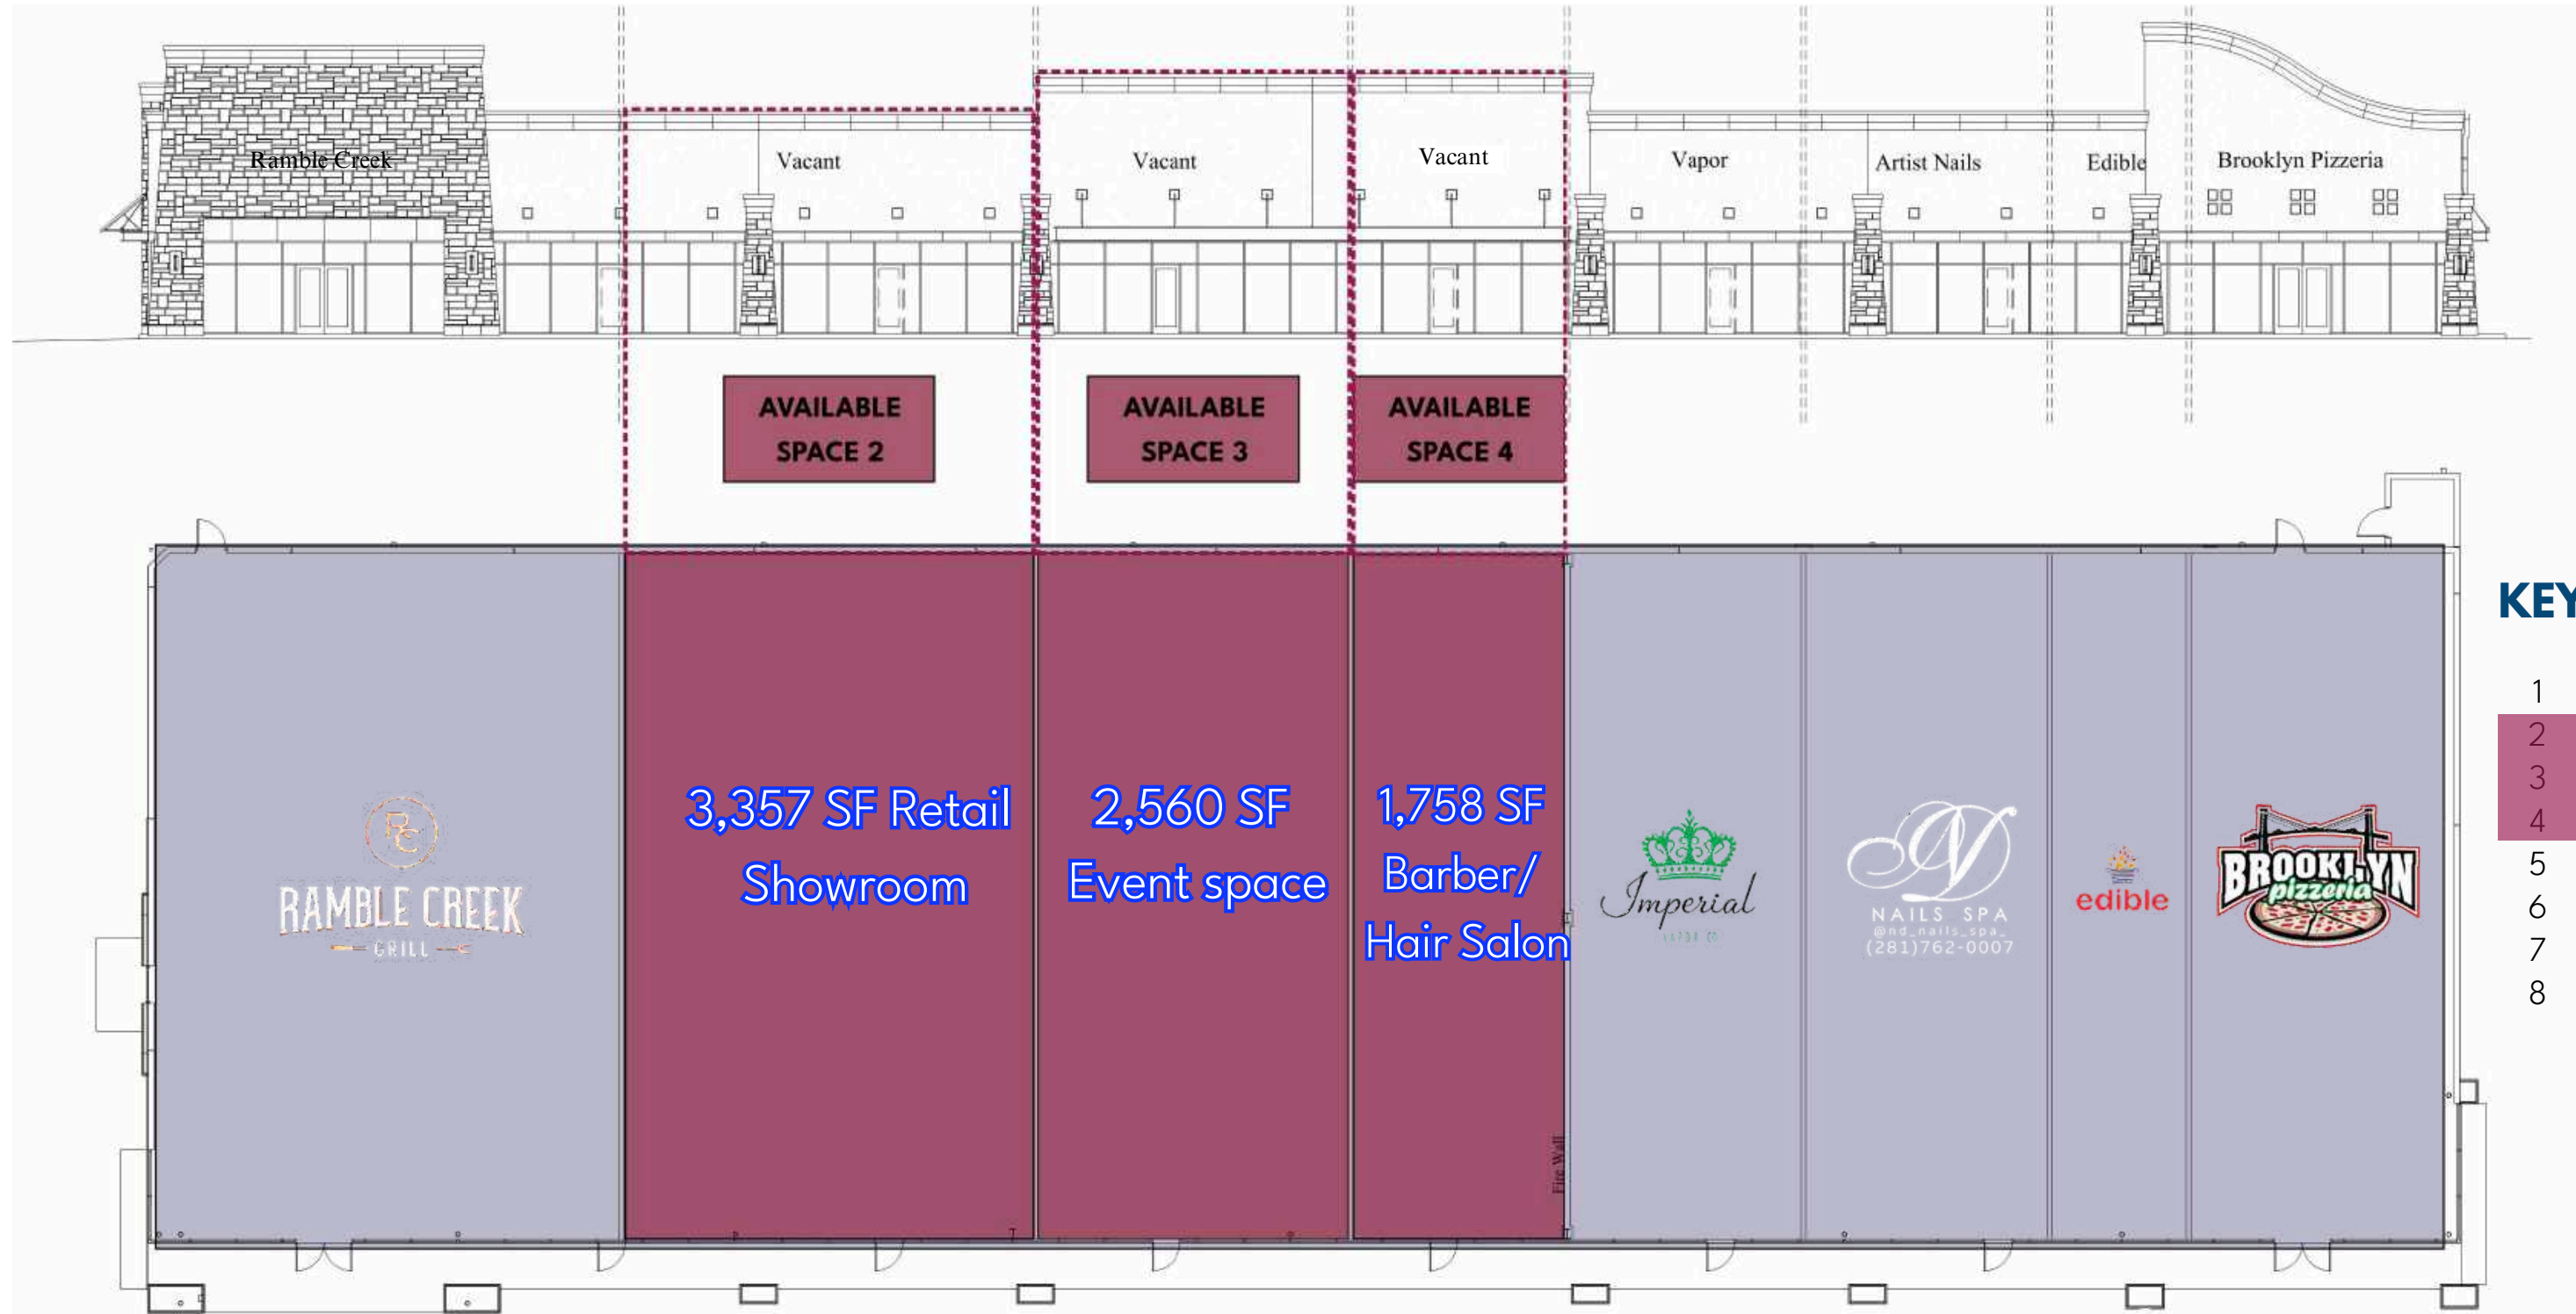 Ramble Creek
Vacant
Vacant
Vacant
Vapor
Artist Nails
Edible
Brooklyn Pizzeria
AVAILABLE
SPACE 2
AVAILABLE
SPACE 3
AVAILABLE
SPACE 4
KEY
1
2
3
4
5
6
7
8
RC
RAMBLE CREEK
GRILL
3,357 SF Retail
Showroom
2,560 SF
Event space
1,758 SF
Barber/
Hair Salon
Fire Wall
Imperial
VAPOR CO
N
NAILS SPA
@nd_nails_spa_
(281)762-0007
edible
BROOKLYN
pizzeria